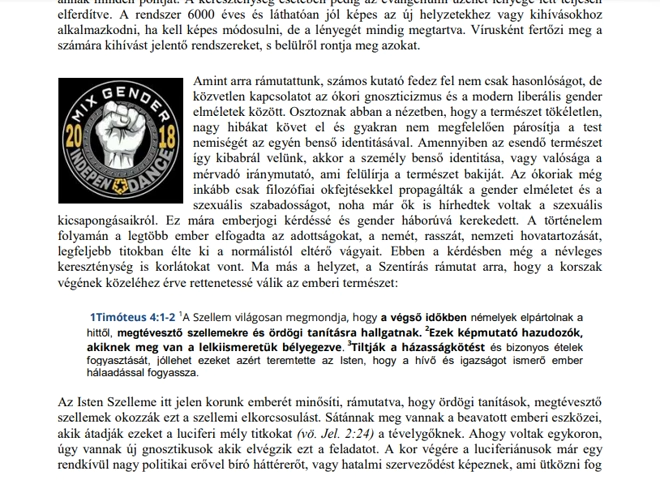 annak minden pontját. A kereszténység esetében pedig az evangéliumi üzenet lényege lett teljesen
elferdítve. A rendszer 6000 éves és láthatóan jól képes az új helyzetekhez vagy kihívásokhoz
alkalmazkodni, ha kell képes módosulni, de a lényegét mindig megtartva. Vírusként fertőzi meg a
számára kihívást jelentő rendszereket, s belülről rontja meg azokat.
MIX GENDER
20 18
INDEPEN DANCE
Amint arra rámutattunk, számos kutató fedez fel nem csak hasonlóságot, de
közvetlen kapcsolatot az ókori gnoszticizmus és a modern liberális gender
elméletek között. Osztoznak abban a nézetben, hogy a természet tökéletlen,
nagy hibákat követ el és gyakran nem megfelelően párosítja a test
nemiségét az egyén benső identitásával. Amennyiben az esendő természet
így kibabrál velünk, akkor a személy benső identitása, vagy valósága a
mérvadó iránymutató, ami felülírja a természet bakiját. Az ókoriak még
inkább csak filozófiai okfejtésekkel propagálták a gender elméletet és a
szexuális szabadosságot, noha már ők is hírhedtek voltak a szexuális
kicsapongásaikról. Ez mára emberjogi kérdéssé és gender háborúvá kerekedett. A történelem
folyamán a legtöbb ember elfogadta az adottságokat, a nemét, rasszát, nemzeti hovatartozását,
legfeljebb titokban élte ki a normálistól eltérő vágyait. Ebben a kérdésben még a névleges
kereszténység is korlátokat vont. Ma más a helyzet, a Szentírás rámutat arra, hogy a korszak
végének közeléhez érve rettenetessé válik az emberi természet:
1Timóteus 4:1-2 ¹A Szellem világosan megmondja, hogy a végső időkben némelyek elpártolnak a
hittől, megtévesztő szellemekre és ördögi tanításra hallgatnak. ²Ezek képmutató hazudozók,
akiknek meg van a lelkiismeretük bélyegezve. ³Tiltják a házasságkötést és bizonyos ételek
fogyasztását, jóllehet ezeket azért teremtette az Isten, hogy a hívő és igazságot ismerő ember
hálaadással fogyassza.
Az Isten Szelleme itt jelen korunk emberét minősíti, rámutatva, hogy ördögi tanítások, megtévesztő
szellemek okozzák ezt a szellemi elkorcsosulást. Sátánnak meg vannak a beavatott emberi eszközei,
akik átadják ezeket a luciferi mély titkokat (vö. Jel. 2:24) a tévelygőknek. Ahogy voltak egykoron,
úgy vannak új gnosztikusok akik elvégzik ezt a feladatot. A kor végére a luciferiánusok már egy
rendkívül nagy politikai erővel bíró háttérerőt, vagy hatalmi szerveződést képeznek, ami ütközni fog